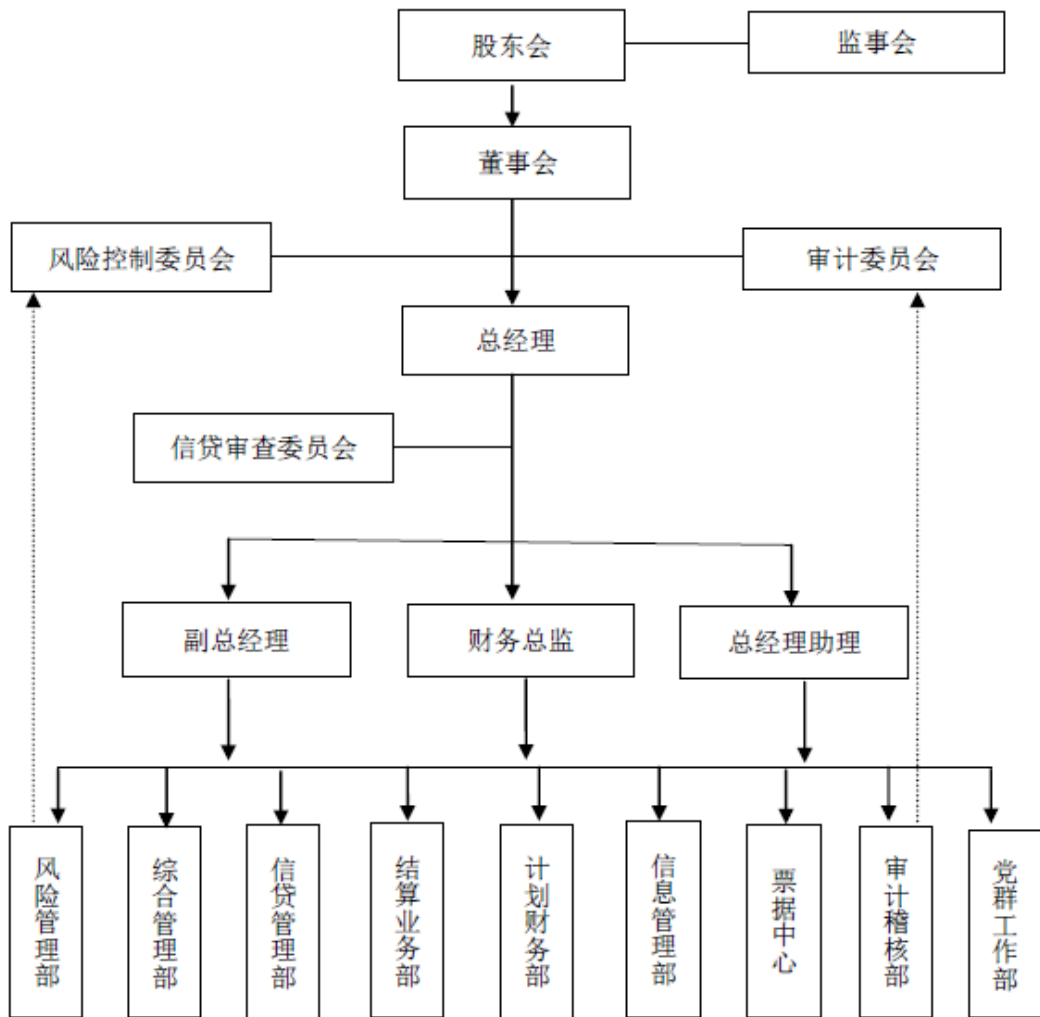 股东会
监事会
董事会
风险控制委员会
审计委员会
总经理
信贷审查委员会
副总经理
财务总监
总经理助理
风险管理部
综合管理部
信贷管理部
结算业务部
计划财务部
信息管理部
票据中心
审计稽核部
党群工作部